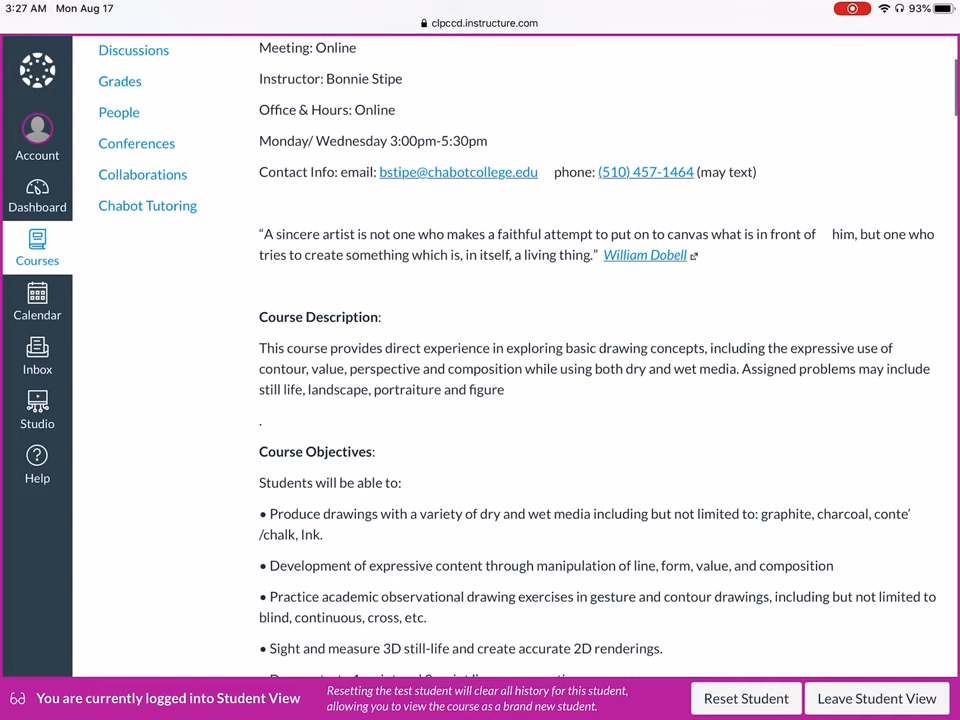 3:27 AM Mon Aug 17
93%
clpccd.instructure.com
Account
Dashboard
Courses
Calendar
Inbox
Studio
Help
Discussions
Grades
People
Conferences
Collaborations
Chabot Tutoring
Meeting: Online
Instructor: Bonnie Stipe
Office & Hours: Online
Monday/ Wednesday 3:00pm-5:30pm
Contact Info: email: bstipe@chabotcollege.edu phone: (510) 457-1464 (may text)
“A sincere artist is not one who makes a faithful attempt to put on to canvas what is in front of him, but one who
tries to create something which is, in itself, a living thing.” William Dobell
Course Description:
This course provides direct experience in exploring basic drawing concepts, including the expressive use of
contour, value, perspective and composition while using both dry and wet media. Assigned problems may include
still life, landscape, portraiture and figure
.
Course Objectives:
Students will be able to:
• Produce drawings with a variety of dry and wet media including but not limited to: graphite, charcoal, conte’
/chalk, Ink.
• Development of expressive content through manipulation of line, form, value, and composition
• Practice academic observational drawing exercises in gesture and contour drawings, including but not limited to
blind, continuous, cross, etc.
• Sight and measure 3D still-life and create accurate 2D renderings.
You are currently logged into Student View
Resetting the test student will clear all history for this student,
allowing you to view the course as a brand new student.
Reset Student
Leave Student View